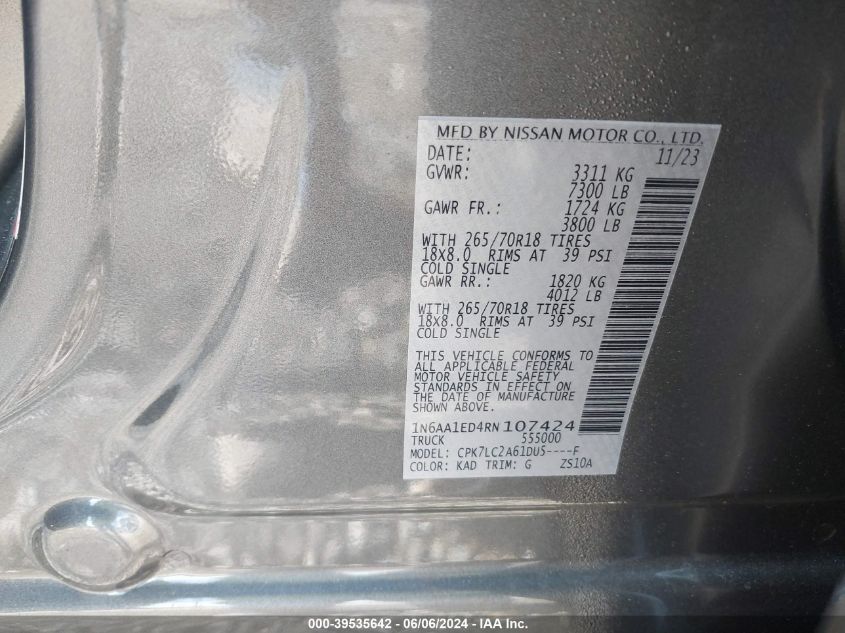 MFD BY NISSAN MOTOR CO., LTD.
DATE: 11/23
GVWR: 3311 KG
7300 LB
GAWR FR.: 1724 KG
3800 LB
WITH 265/70R18 TIRES
18X8.0 RIMS AT 39 PSI
COLD SINGLE
GAWR RR.: 1820 KG
4012 LB
WITH 265/70R18 TIRES
18X8.0 RIMS AT 39 PSI
COLD SINGLE
THIS VEHICLE CONFORMS TO
ALL APPLICABLE FEDERAL
MOTOR VEHICLE SAFETY
STANDARDS IN EFFECT ON
THE DATE OF MANUFACTURE
SHOWN ABOVE.
1N6AA1ED4RN107424
TRUCK 555000
MODEL: CPK7LC2A61DU5----F
COLOR: KAD TRIM: G ZS10A
000-39535642 - 06/06/2024 - IAA Inc.